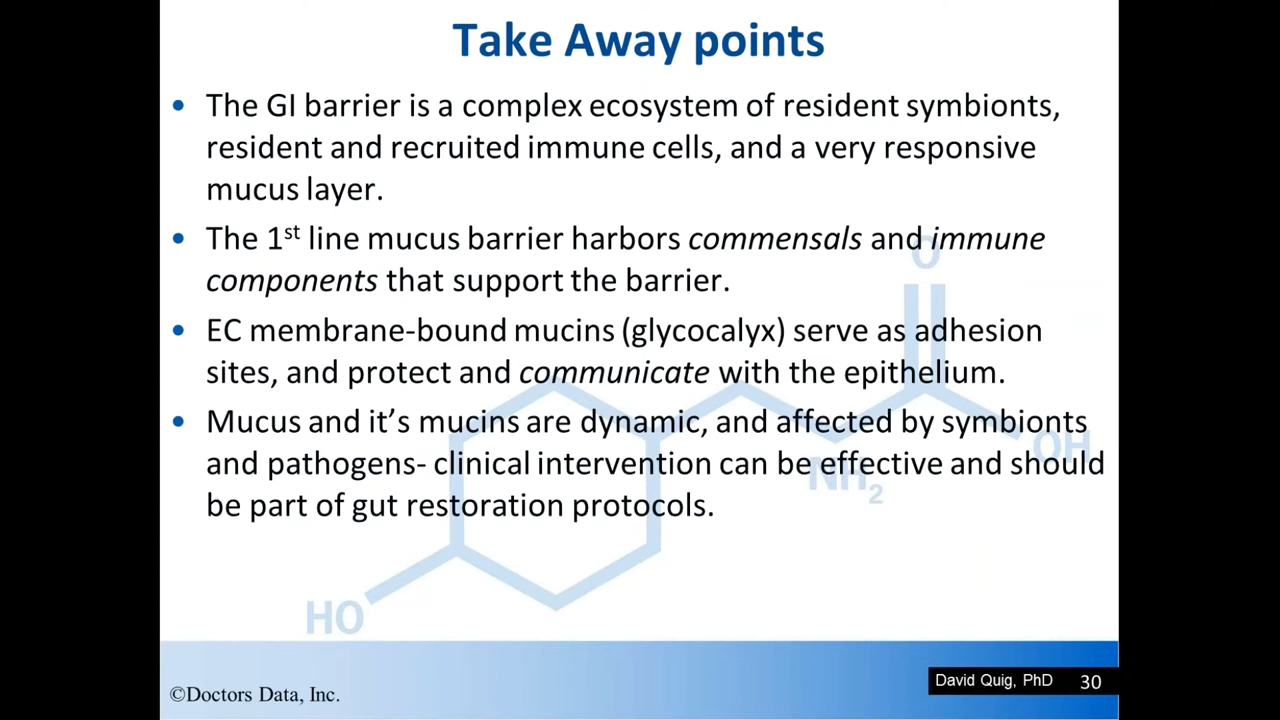 Take Away points
• The GI barrier is a complex ecosystem of resident symbionts,
resident and recruited immune cells, and a very responsive
mucus layer.
• The 1st line mucus barrier harbors commensals and immune
components that support the barrier.
• EC membrane-bound mucins (glycocalyx) serve as adhesion
sites, and protect and communicate with the epithelium.
• Mucus and it’s mucins are dynamic, and affected by symbionts
and pathogens- clinical intervention can be effective and should
be part of gut restoration protocols.
O
OH
NH2
HO
©Doctors Data, Inc.
David Quig, PhD 30